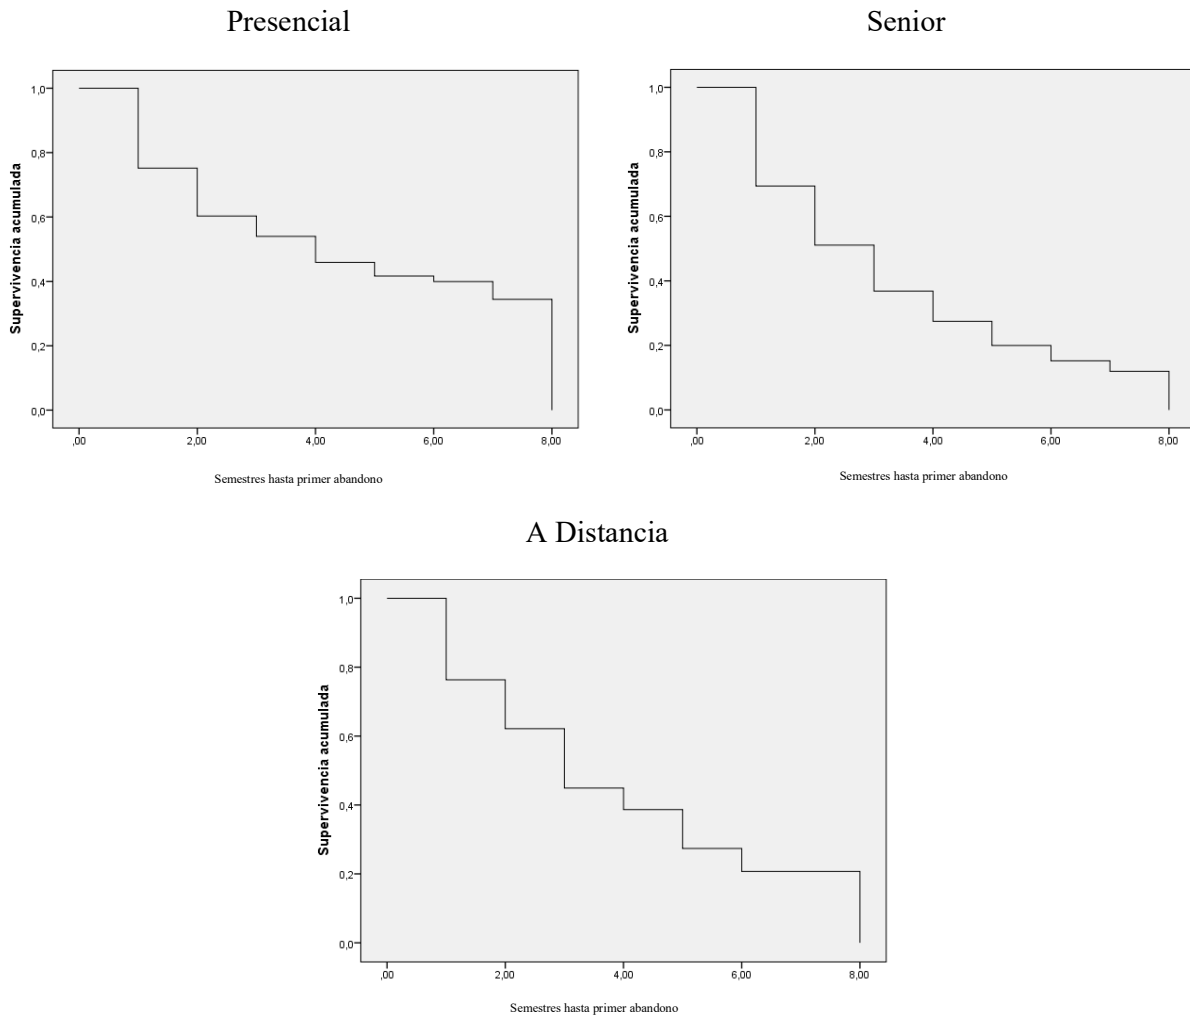 Presencial
Supervivencia acumulada
1,0
0,8
0,6
0,4
0,2
0,0
,00 2,00 4,00 6,00 8,00
Semestres hasta primer abandono
Senior
Supervivencia acumulada
1,0
0,8
0,6
0,4
0,2
0,0
,00 2,00 4,00 6,00 8,00
Semestres hasta primer abandono
A Distancia
Supervivencia acumulada
1,0
0,8
0,6
0,4
0,2
0,0
,00 2,00 4,00 6,00 8,00
Semestres hasta primer abandono